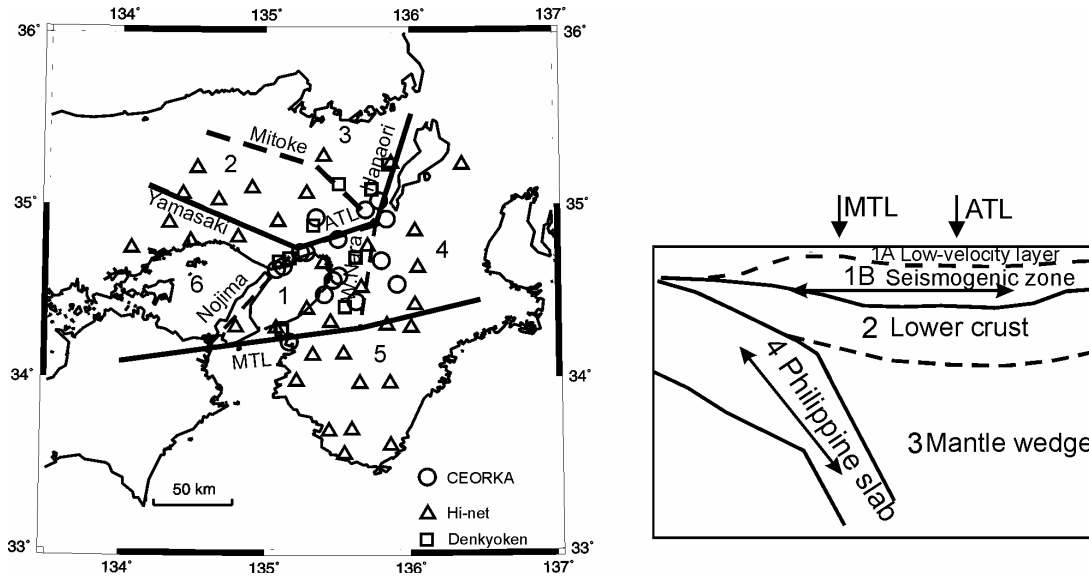 134°
135°
136°
137°
36°
36°
35°
35°
34°
34°
33°
33°
134°
135°
136°
137°
3
Mitoke
Hanaori
2
Yamasaki
ATL
4
6
Nojima
1
MTL
5
50 km
CEORKA
Hi-net
Denkyoken
MTL
ATL
1A Low-velocity layer
1B Seismogenic zone
2 Lower crust
4 Philippine slab
3 Mantle wedge